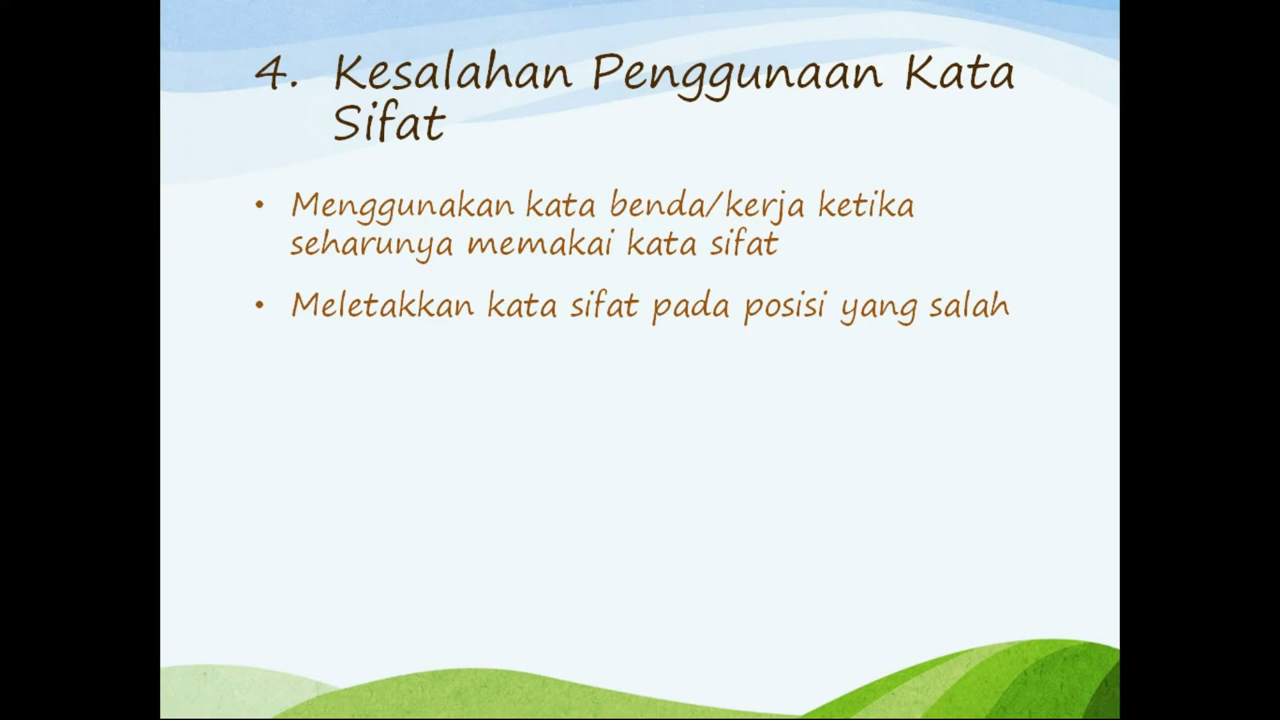 4. Kesalahan Penggunaan Kata
Sifat
• Menggunakan kata benda/kerja ketika
seharunya memakai kata sifat
• Meletakkan kata sifat pada posisi yang salah